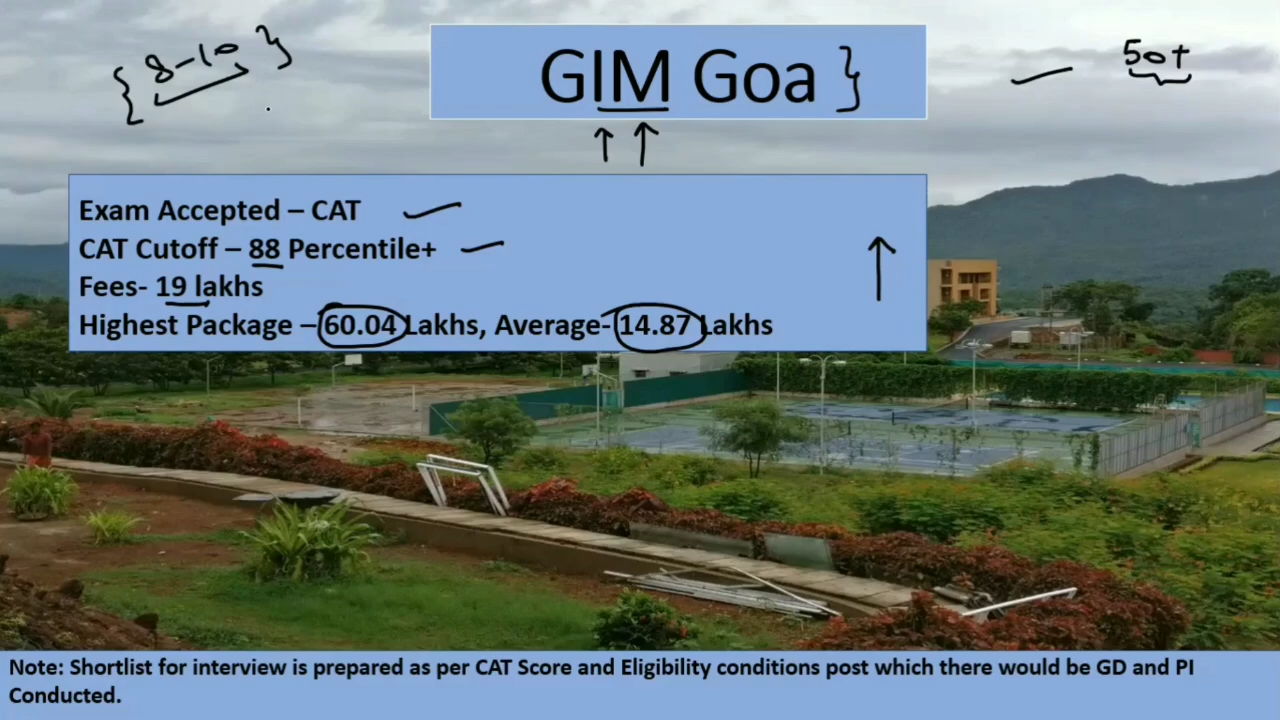 8-10
GIM Goa
50+
Exam Accepted – CAT
CAT Cutoff – 88 Percentile+
Fees- 19 lakhs
Highest Package – 60.04 Lakhs, Average- 14.87 Lakhs
Note: Shortlist for interview is prepared as per CAT Score and Eligibility conditions post which there would be GD and PI
Conducted.